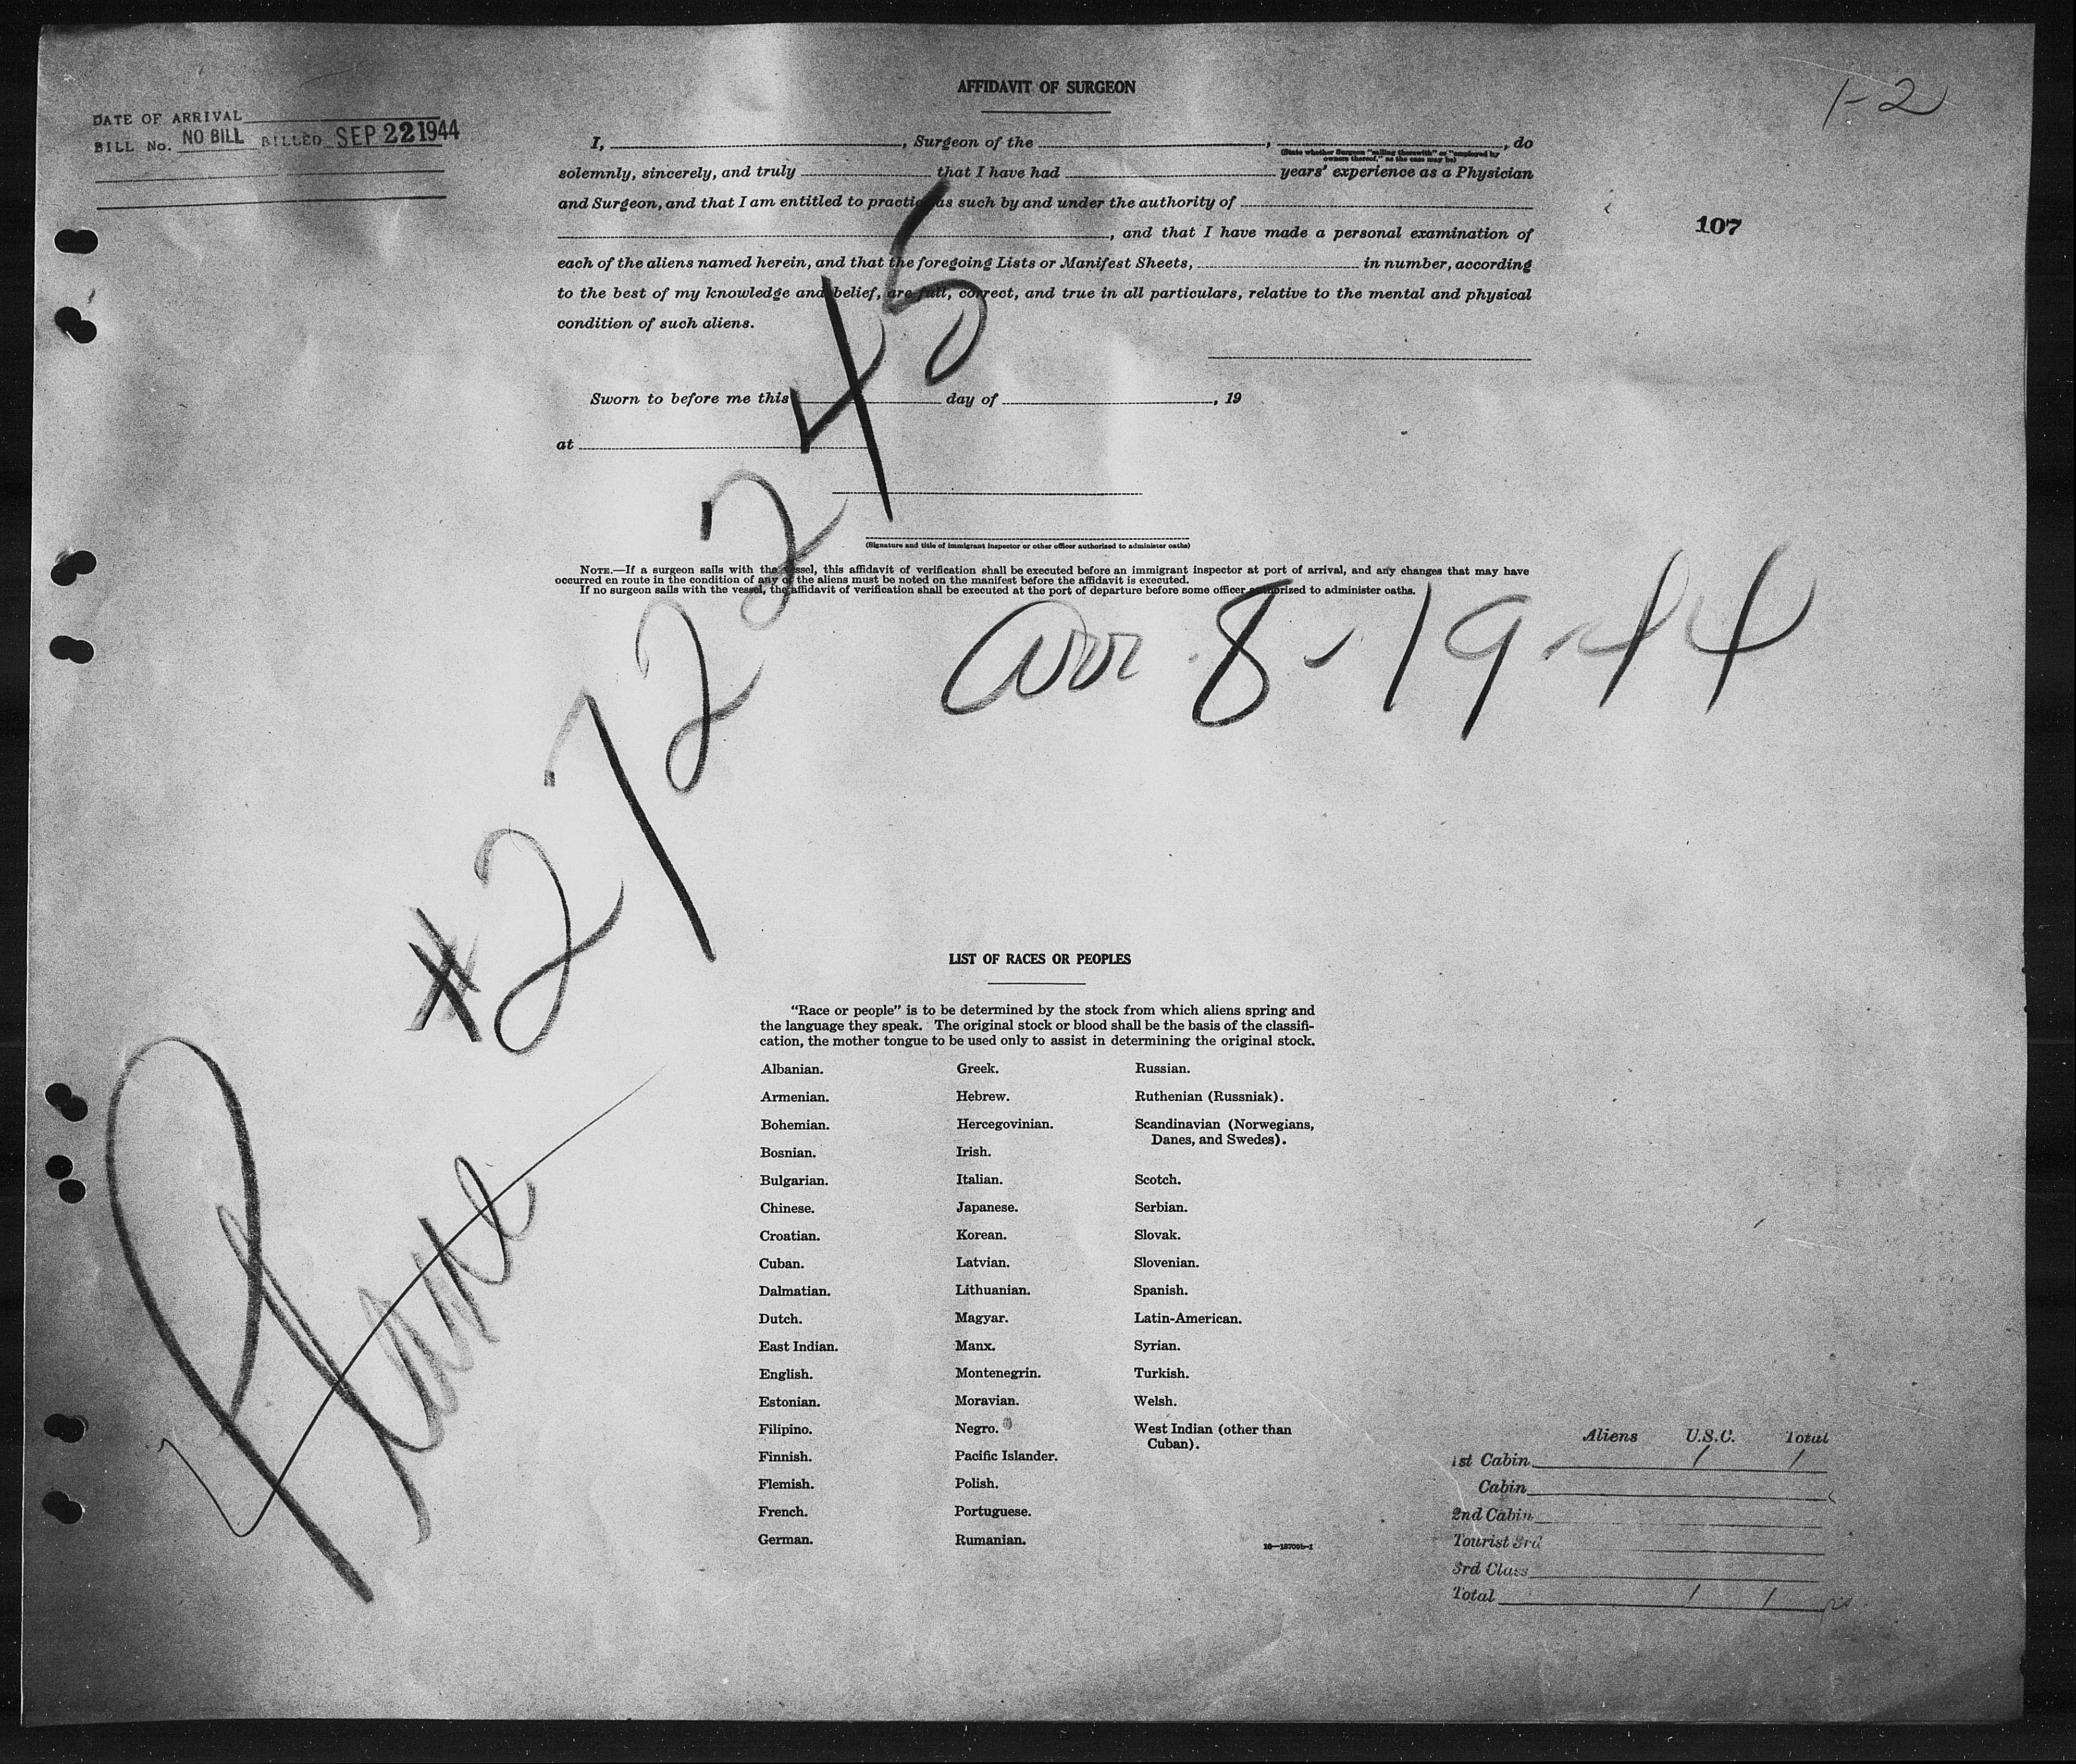 AFFIDAVIT OF SURGEON
1-2
DATE OF ARRIVAL
BILL No. NO BILL BILLED SEP 22 1944
I, , Surgeon of the , , do
(State whether Surgeon "sailing therewith" or "employed by
owners thereof," as the case may be)
solemnly, sincerely, and truly that I have had years' experience as a Physician
and Surgeon, and that I am entitled to practice as such by and under the authority of
107
, and that I have made a personal examination of
each of the aliens named herein, and that the foregoing Lists or Manifest Sheets, in number, according
to the best of my knowledge and belief, are full, correct, and true in all particulars, relative to the mental and physical
condition of such aliens.
Sworn to before me this day of , 19
at
(Signature and title of immigrant inspector or other officer authorized to administer oaths)
NOTE.—If a surgeon sails with the vessel, this affidavit of verification shall be executed before an immigrant inspector at port of arrival, and any changes that may have
occurred en route in the condition of any of the aliens must be noted on the manifest before the affidavit is executed.
If no surgeon sails with the vessel, the affidavit of verification shall be executed at the port of departure before some officer authorized to administer oaths.
Plane #272245
arr 8-19-44
LIST OF RACES OR PEOPLES
"Race or people" is to be determined by the stock from which aliens spring and
the language they speak. The original stock or blood shall be the basis of the classifi-
cation, the mother tongue to be used only to assist in determining the original stock.
Albanian.
Armenian.
Bohemian.
Bosnian.
Bulgarian.
Chinese.
Croatian.
Cuban.
Dalmatian.
Dutch.
East Indian.
English.
Estonian.
Filipino.
Finnish.
Flemish.
French.
German.
Greek.
Hebrew.
Hercegovinian.
Irish.
Italian.
Japanese.
Korean.
Latvian.
Lithuanian.
Magyar.
Manx.
Montenegrin.
Moravian.
Negro.
Pacific Islander.
Polish.
Portuguese.
Rumanian.
Russian.
Ruthenian (Russniak).
Scandinavian (Norwegians,
Danes, and Swedes).
Scotch.
Serbian.
Slovak.
Slovenian.
Spanish.
Latin-American.
Syrian.
Turkish.
Welsh.
West Indian (other than
Cuban).
Aliens U.S.C. Total
1st Cabin 1 1
Cabin
2nd Cabin
Tourist 3rd
3rd Class
Total 1 1